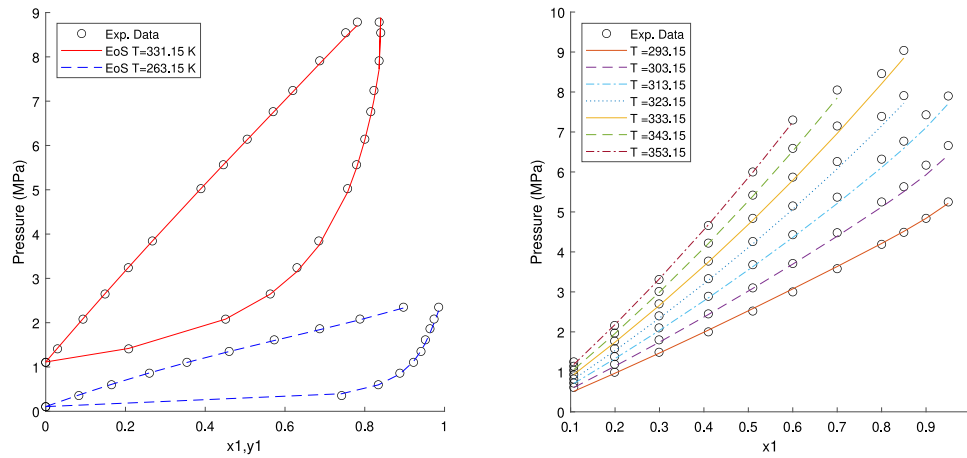 9
8
7
6
5
4
3
2
1
0
Pressure (MPa)
Exp. Data
EoS T=331.15 K
EoS T=263.15 K
0
0.2
0.4
0.6
0.8
1
x1,y1
10
9
8
7
6
5
4
3
2
1
0
Pressure (MPa)
Exp. Data
T =293.15
T =303.15
T =313.15
T =323.15
T =333.15
T =343.15
T =353.15
0.1
0.2
0.3
0.4
0.5
0.6
0.7
0.8
0.9
x1